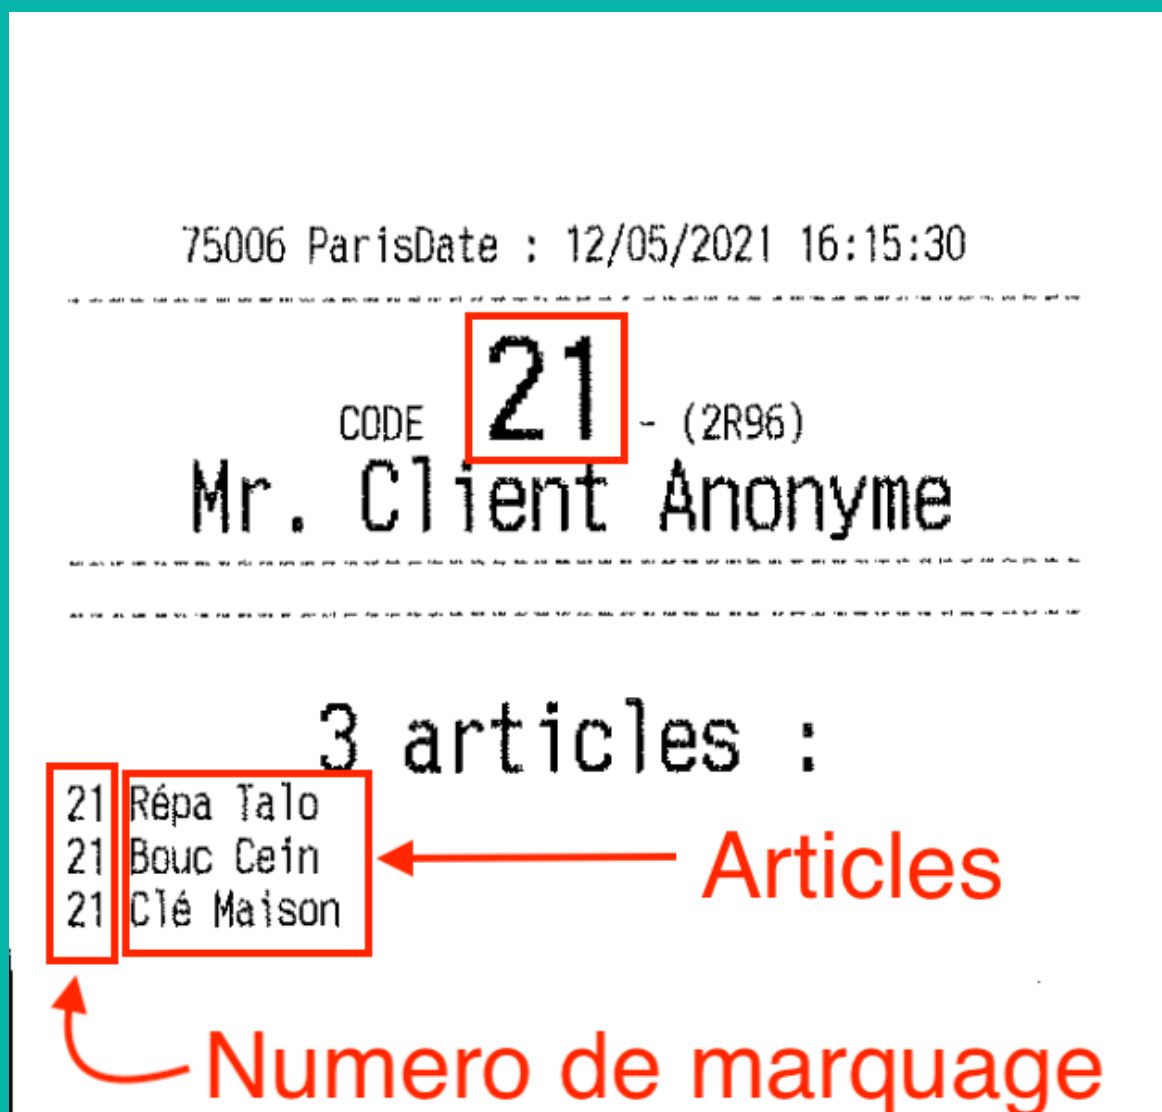 75006 ParisDate : 12/05/2021 16:15:30
CODE 21 - (2R96)
Mr. Client Anonyme
3 articles :
21 Répa Talo
21 Bouc Cein
21 Clé Maison
Articles
Numero de marquage